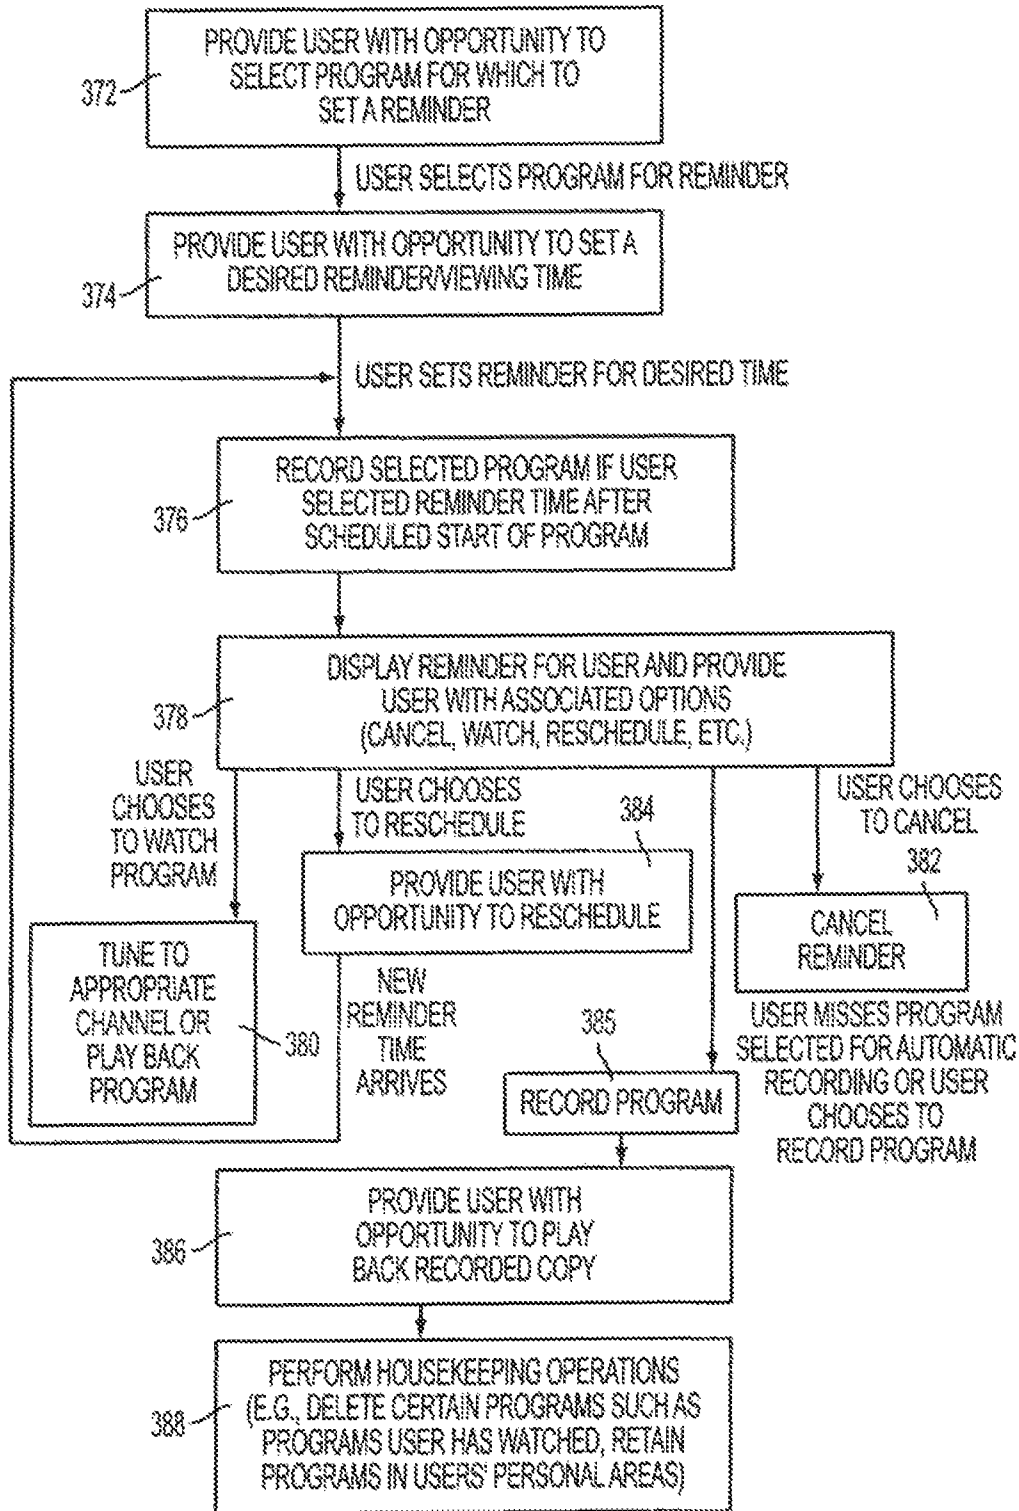 PROVIDE USER WITH OPPORTUNITY TO
SELECT PROGRAM FOR WHICH TO
SET A REMINDER
372
USER SELECTS PROGRAM FOR REMINDER
PROVIDE USER WITH OPPORTUNITY TO SET A
DESIRED REMINDER/VIEWING TIME
374
USER SETS REMINDER FOR DESIRED TIME
RECORD SELECTED PROGRAM IF USER
SELECTED REMINDER TIME AFTER
SCHEDULED START OF PROGRAM
376
DISPLAY REMINDER FOR USER AND PROVIDE
USER WITH ASSOCIATED OPTIONS
(CANCEL, WATCH, RESCHEDULE, ETC.)
378
USER
CHOOSES
TO WATCH
PROGRAM
USER CHOOSES
TO RESCHEDULE
384
USER CHOOSES
TO CANCEL
382
PROVIDE USER WITH
OPPORTUNITY TO RESCHEDULE
CANCEL
REMINDER
TUNE TO
APPROPRIATE
CHANNEL OR
PLAY BACK
PROGRAM
380
NEW
REMINDER
TIME
ARRIVES
385
RECORD PROGRAM
USER MISSES PROGRAM
SELECTED FOR AUTOMATIC
RECORDING OR USER
CHOOSES TO
RECORD PROGRAM
PROVIDE USER WITH
OPPORTUNITY TO PLAY
BACK RECORDED COPY
386
PERFORM HOUSEKEEPING OPERATIONS
(E.G., DELETE CERTAIN PROGRAMS SUCH AS
PROGRAMS USER HAS WATCHED, RETAIN
PROGRAMS IN USERS' PERSONAL AREAS)
388